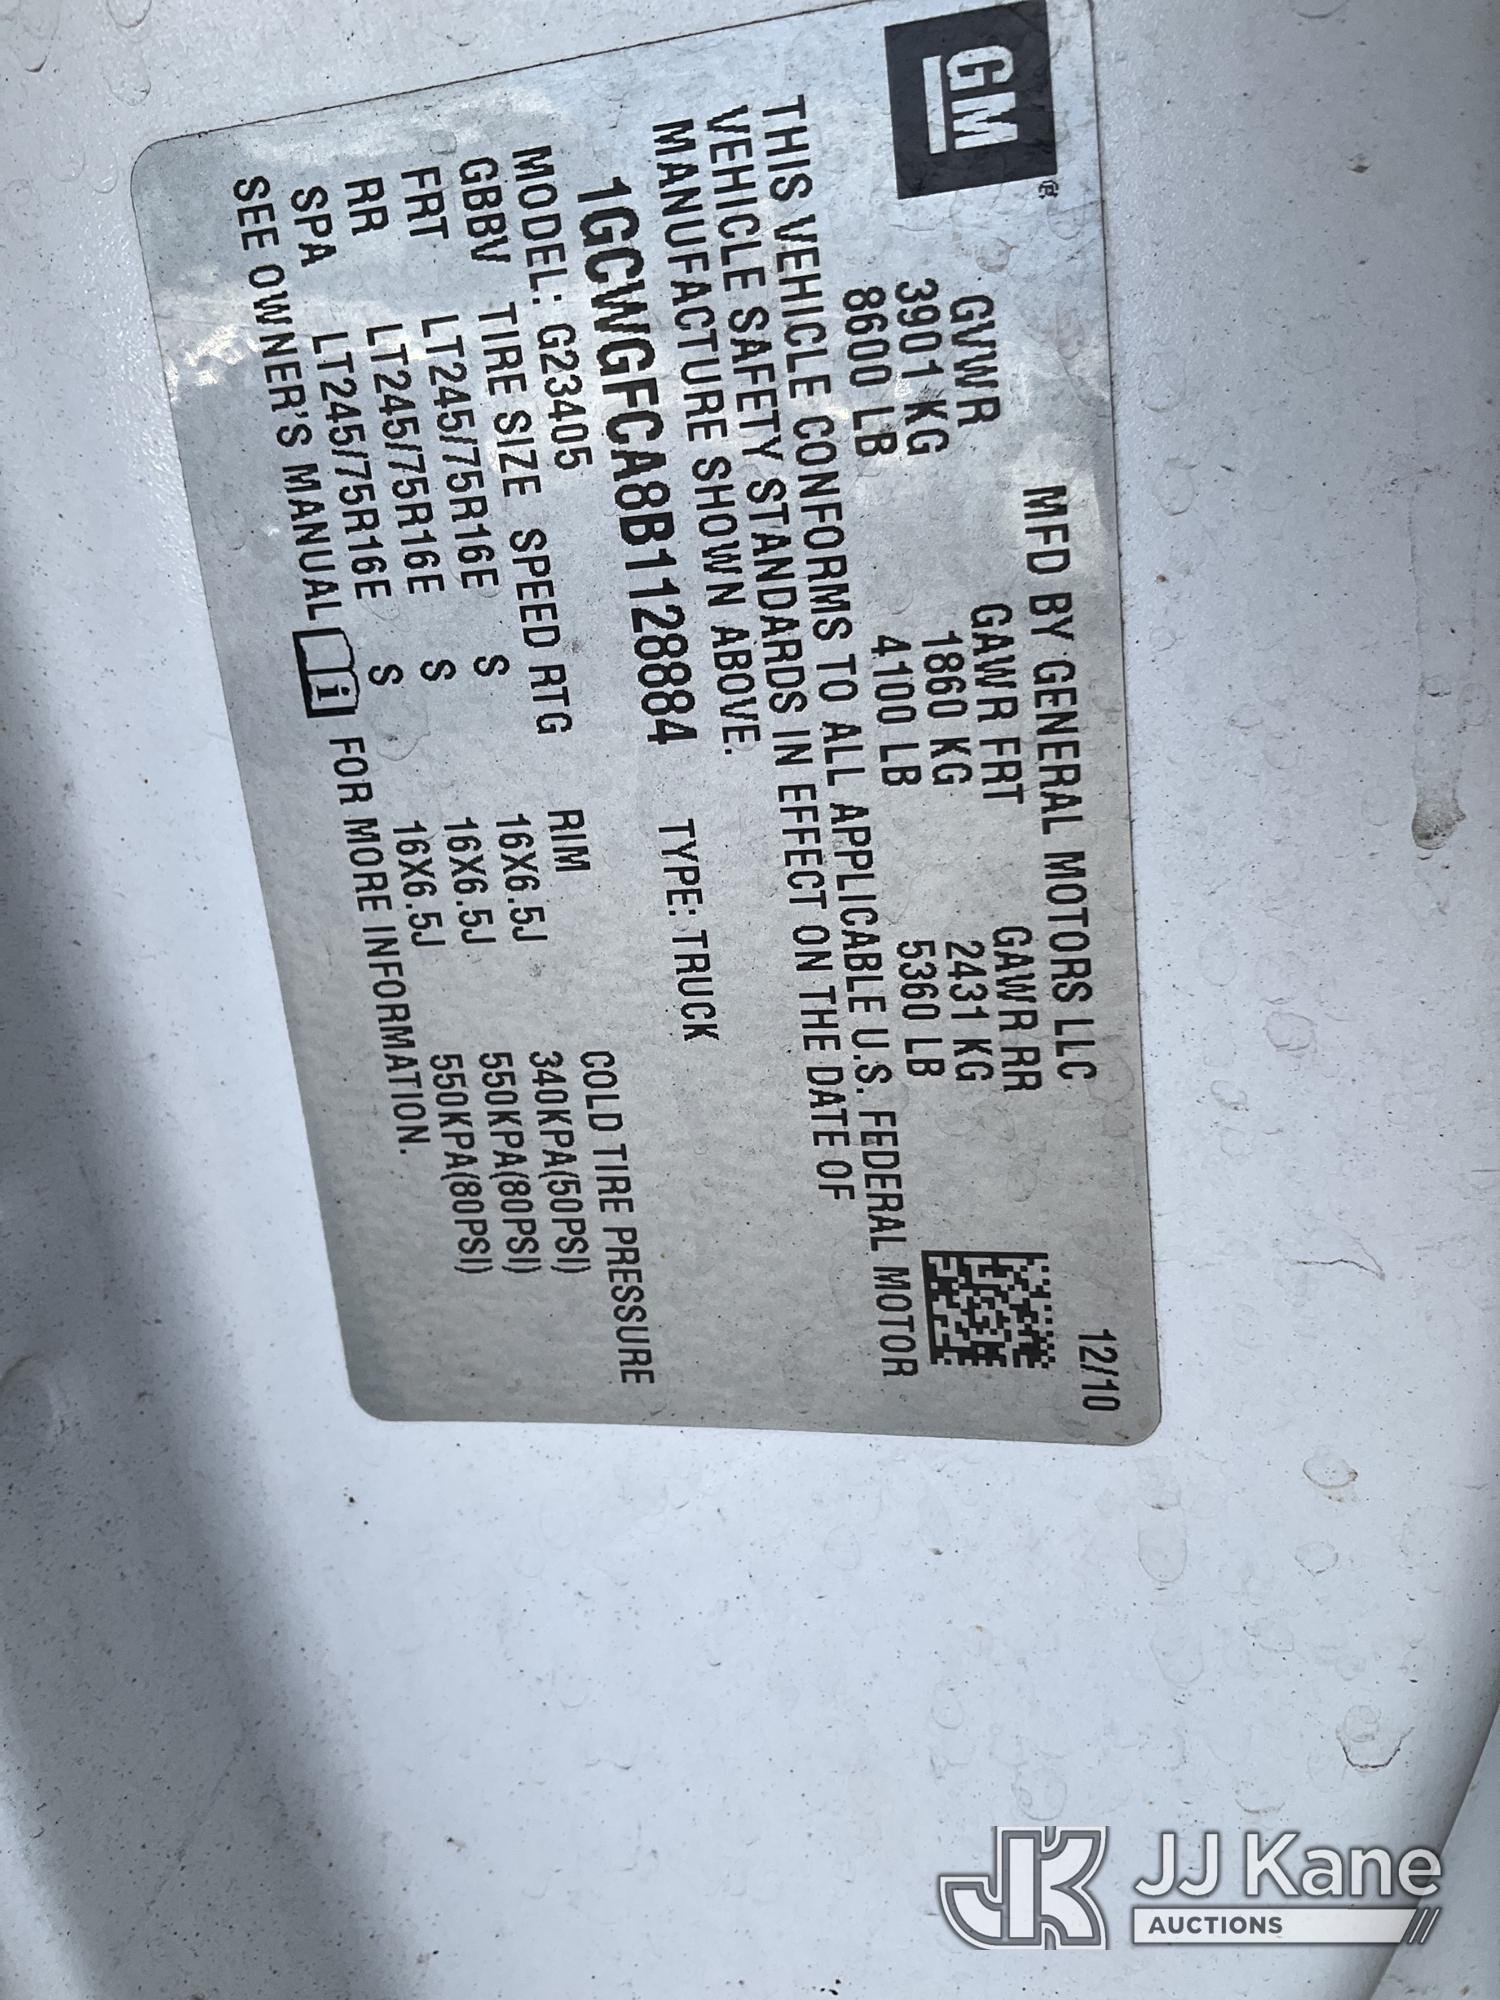 GM®
MFD BY GENERAL MOTORS LLC 12/10
GVWR GAWR FRT GAWR RR
3901 KG 1860 KG 2431 KG
8600 LB 4100 LB 5360 LB
THIS VEHICLE CONFORMS TO ALL APPLICABLE U.S. FEDERAL MOTOR
VEHICLE SAFETY STANDARDS IN EFFECT ON THE DATE OF
MANUFACTURE SHOWN ABOVE.
1GCWGFCA8B1128884 TYPE: TRUCK
MODEL: G23405
GBBV TIRE SIZE SPEED RTG RIM COLD TIRE PRESSURE
FRT LT245/75R16E S 16X6.5J 340KPA(50PSI)
RR LT245/75R16E S 16X6.5J 550KPA(80PSI)
SPA LT245/75R16E S 16X6.5J 550KPA(80PSI)
SEE OWNER'S MANUAL i FOR MORE INFORMATION.
JK JJ Kane
AUCTIONS